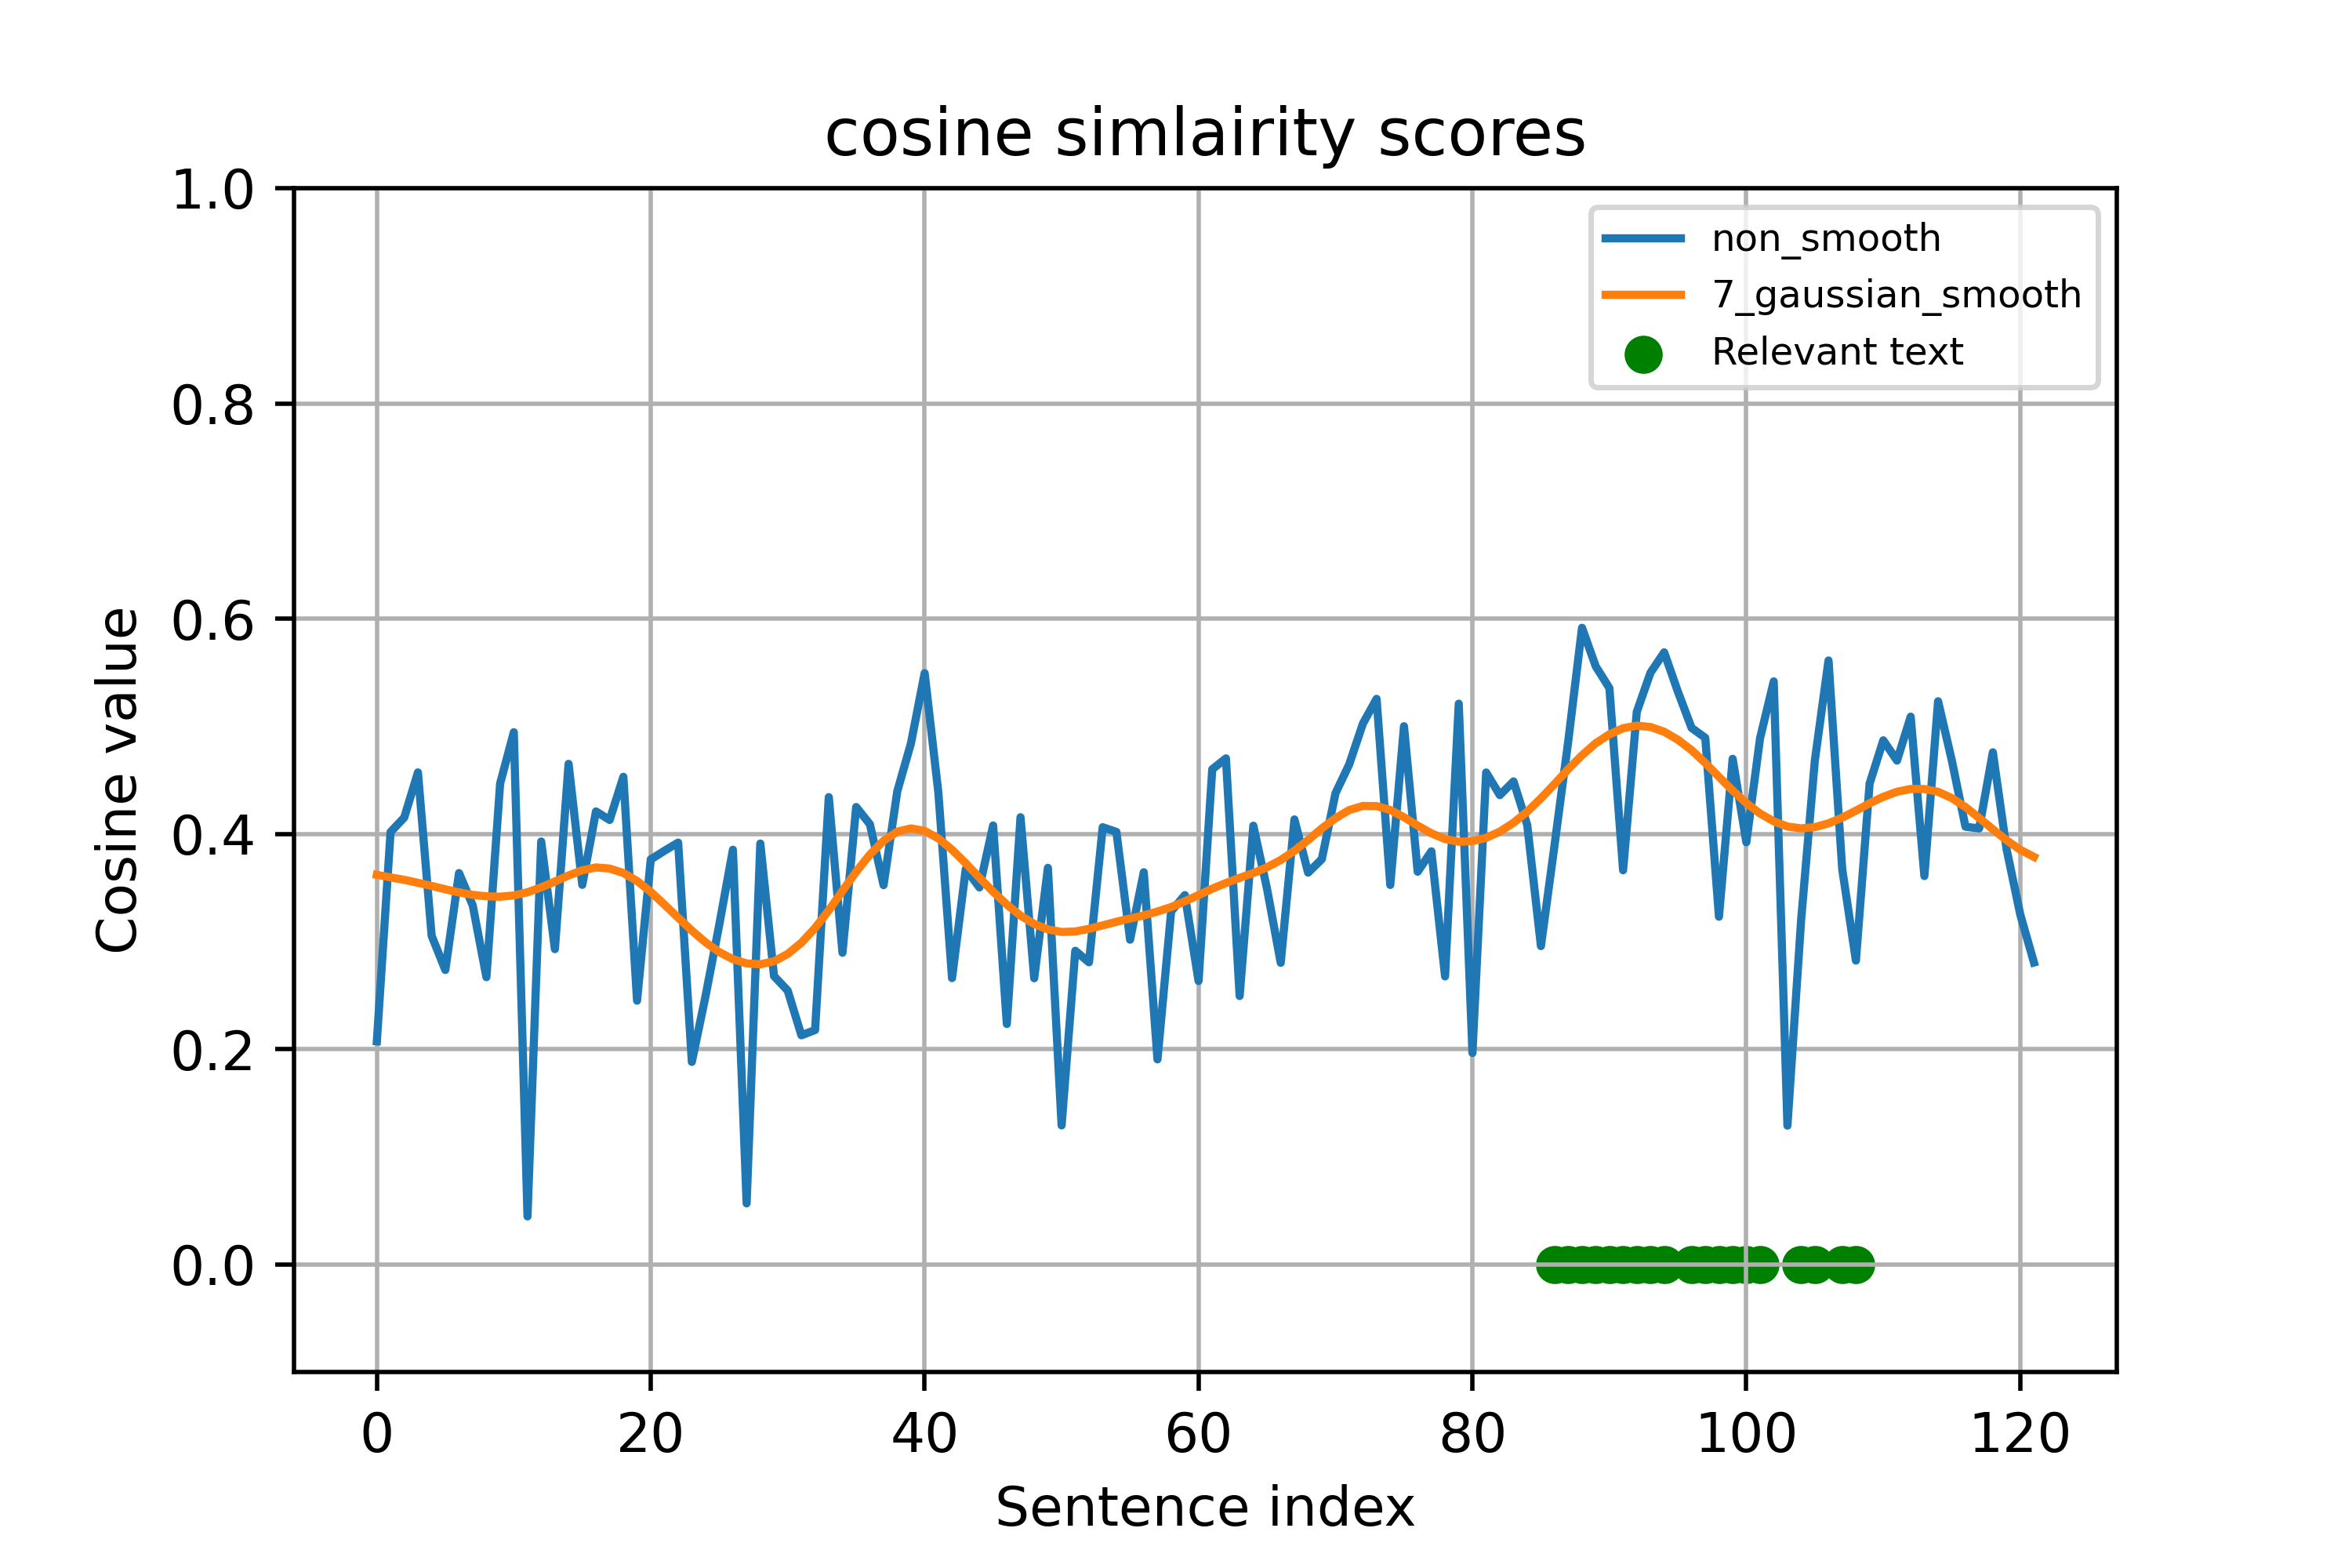 cosine simlairity scores
non_smooth
7_gaussian_smooth
Relevant text
Cosine value
1.0
0.8
0.6
0.4
0.2
0.0
0 20 40 60 80 100 120
Sentence index